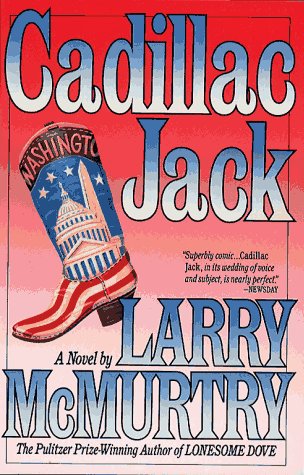 Cadillac
Jack
WASHINGTO
"Superbly comic...Cadillac
Jack, in its wedding of voice
and subject, is nearly perfect."
—NEWSDAY
A Novel by LARRY
MCMURTRY
The Pulitzer Prize-Winning Author of LONESOME DOVE